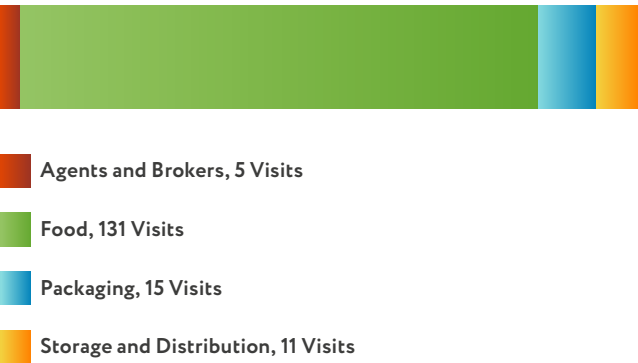 Agents and Brokers, 5 Visits
Food, 131 Visits
Packaging, 15 Visits
Storage and Distribution, 11 Visits